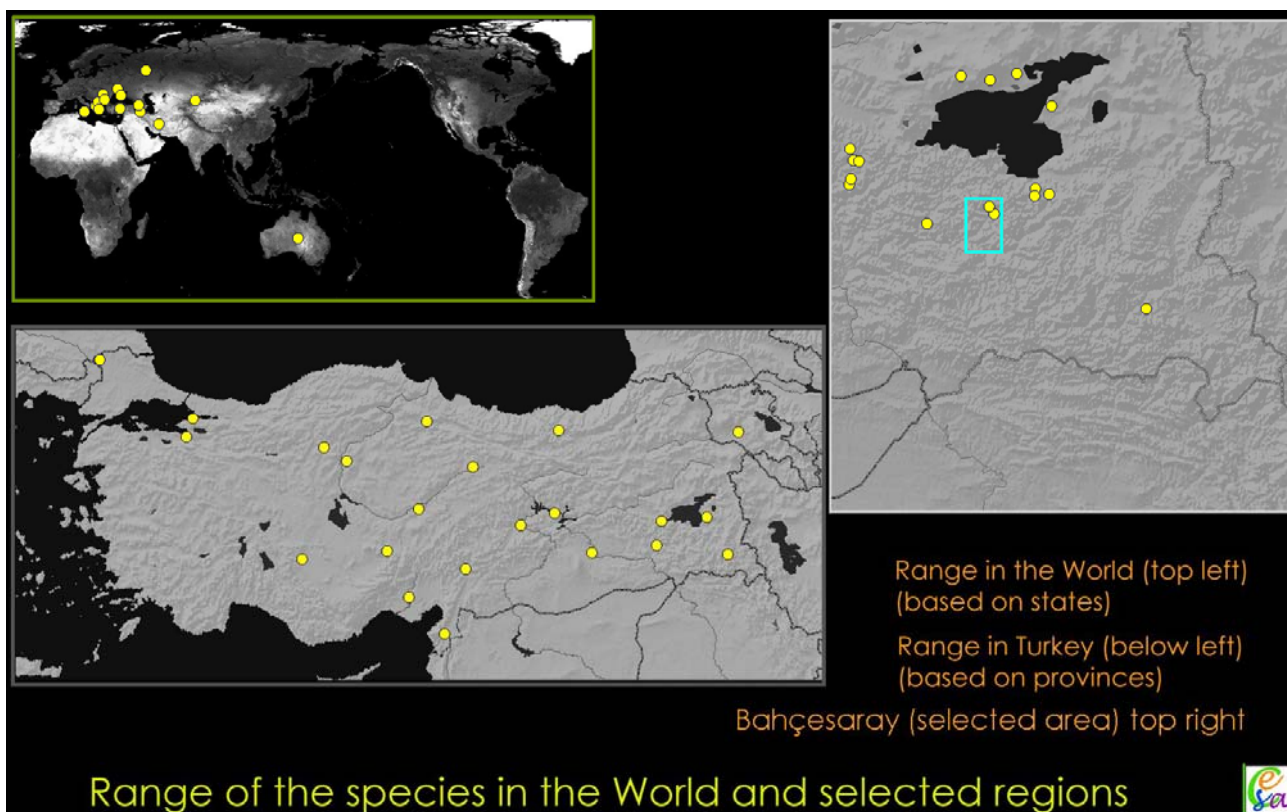 Range in the World (top left)
(based on states)
Range in Turkey (below left)
(based on provinces)
Bahçesaray (selected area) top right
Range of the species in the World and selected regions